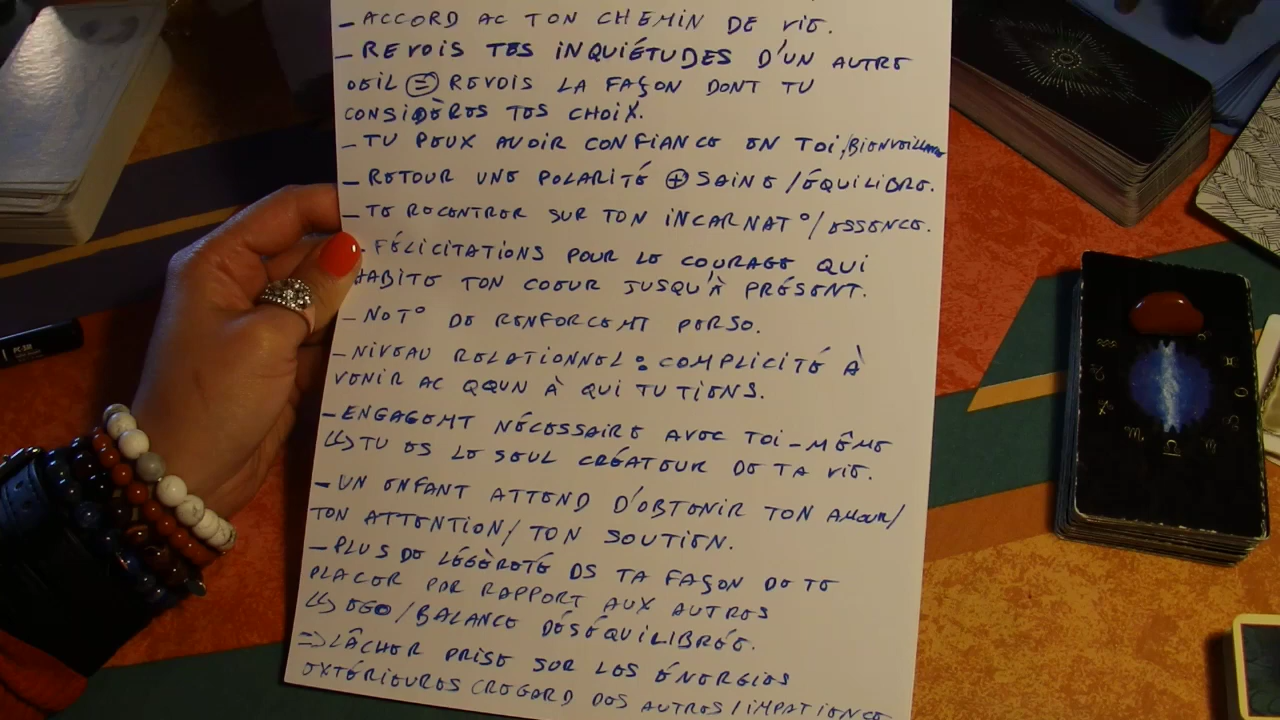 - ACCORD AC TON CHEMIN DE VIE.
- REVOIS TES INQUIÉTUDES D'UN AUTRE
OEIL (=) REVOIS LA FAÇON DONT TU
CONSIDÈRES TES CHOIX.
- TU PEUX AVOIR CONFIANCE EN TOI/BIENVEILLANCE
- RETOUR UNE POLARITÉ ⊕ SAINE/ÉQUILIBRE.
- TE RECENTRER SUR TON INCARNAT°/ESSENCE.
- FÉLICITATIONS POUR LE COURAGE QUI
HABITE TON COEUR JUSQU'À PRÉSENT.
- NOT° DE RENFORCEMT PERSO.
- NIVEAU RELATIONNEL : COMPLICITÉ À
VENIR AC QQUN À QUI TU TIENS.
- ENGAGEMT NÉCESSAIRE AVEC TOI-MÊME
↳ TU ES LE SEUL CRÉATEUR DE TA VIE.
- UN ENFANT ATTEND D'OBTENIR TON AMOUR/
TON ATTENTION/TON SOUTIEN.
- PLUS DE LÉGÈRETÉ DS TA FAÇON DE TE
PLACER PAR RAPPORT AUX AUTRES
↳ EGO/BALANCE DÉSÉQUILIBRÉE.
=> LÂCHER PRISE SUR LES ÉNERGIES
EXTÉRIEURES (REGARD DES AUTRES/IMPATIENCE